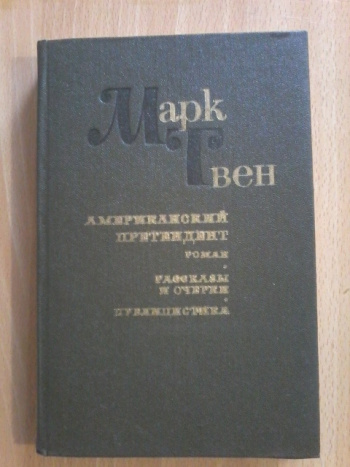 Марк
Твен
АМЕРИКАНСКИЙ
ПРЕТЕНДЕНТ
РОМАН
РАССКАЗЫ
И ОЧЕРКИ
ПУБЛИЦИСТИКА